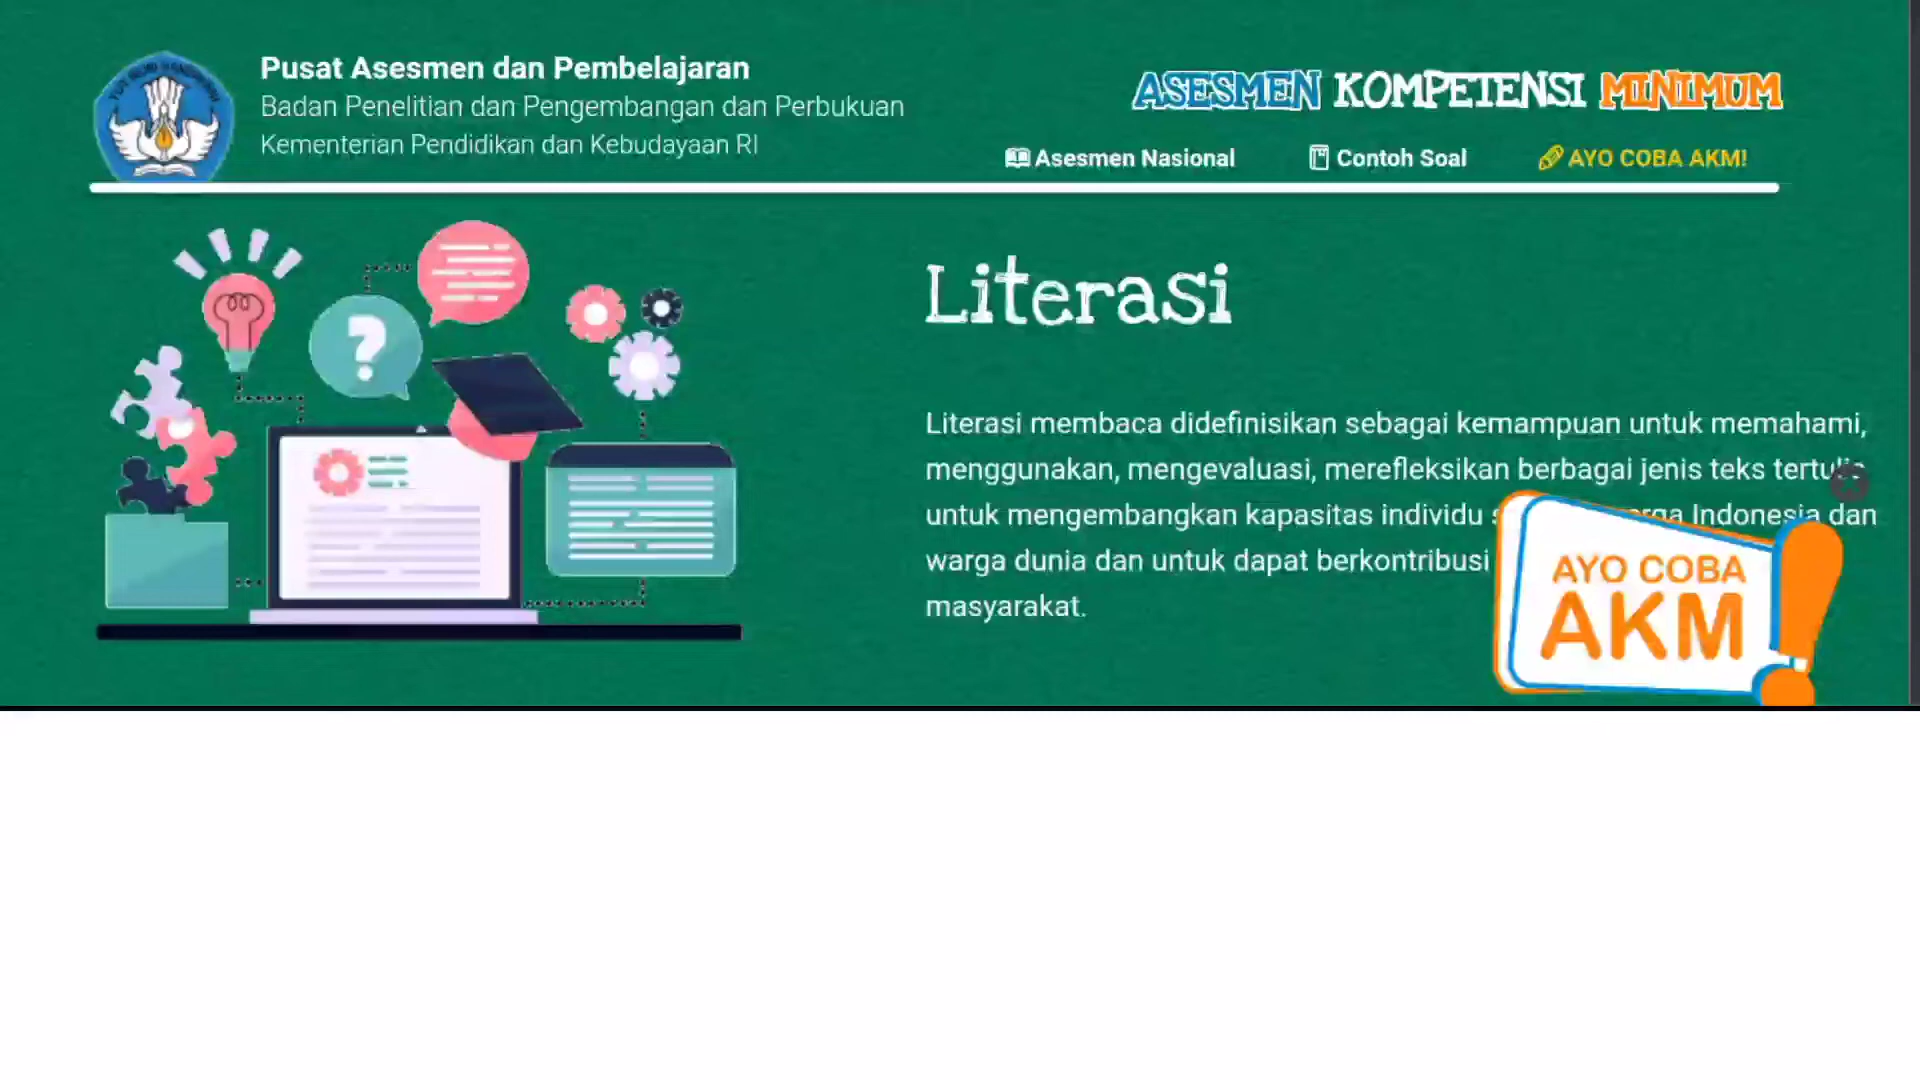 Pusat Asesmen dan Pembelajaran
Badan Penelitian dan Pengembangan dan Perbukuan
Kementerian Pendidikan dan Kebudayaan RI
ASESMEN KOMPETENSI MINIMUM
Asesmen Nasional Contoh Soal AYO COBA AKM!
?
Literasi
Literasi membaca didefinisikan sebagai kemampuan untuk memahami,
menggunakan, mengevaluasi, merefleksikan berbagai jenis teks tertulis
untuk mengembangkan kapasitas individu Indonesia dan
warga dunia dan untuk dapat berkontribusi
masyarakat.
AYO COBA
AKM!